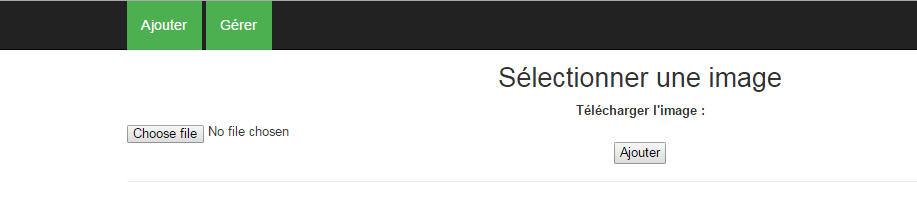 Ajouter Gérer
Sélectionner une image
Télécharger l'image :
Choose file No file chosen
Ajouter